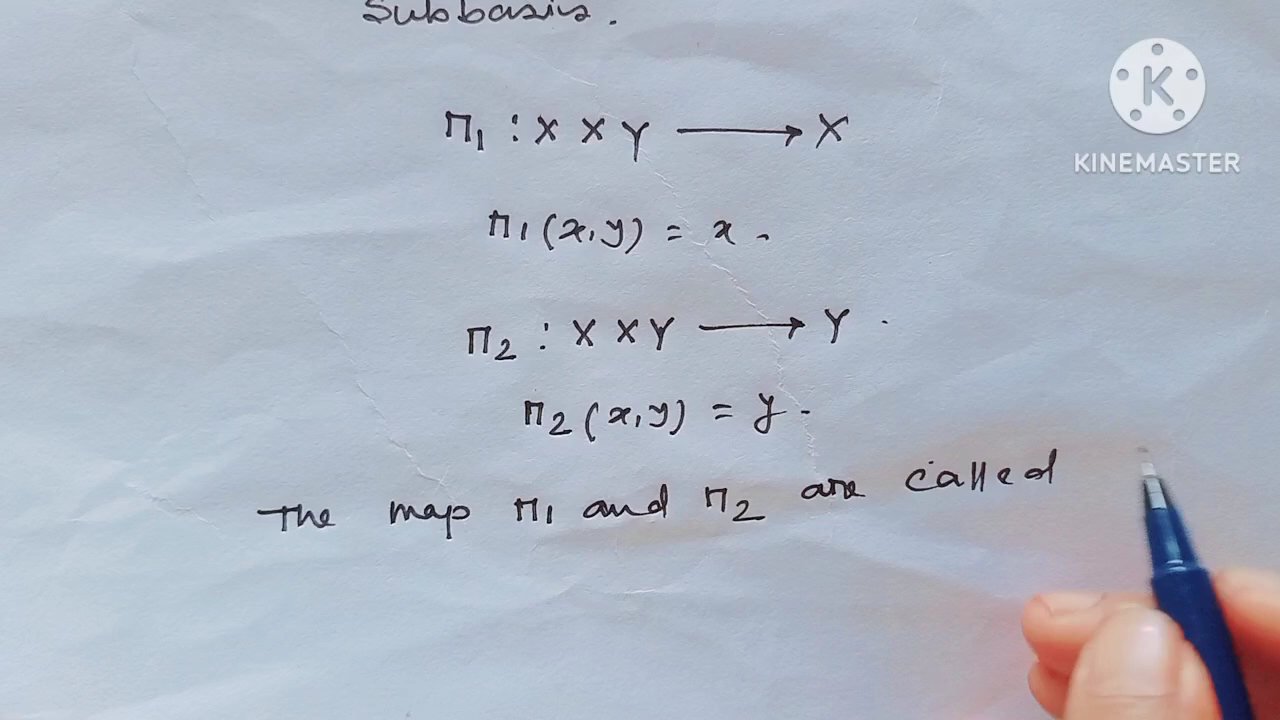 Subbasis.
π₁ : X × Y → X
π₁(x,y) = x.
π₂ : X × Y → Y.
π₂(x,y) = y.
The map π₁ and π₂ are called
K
KINEMASTER